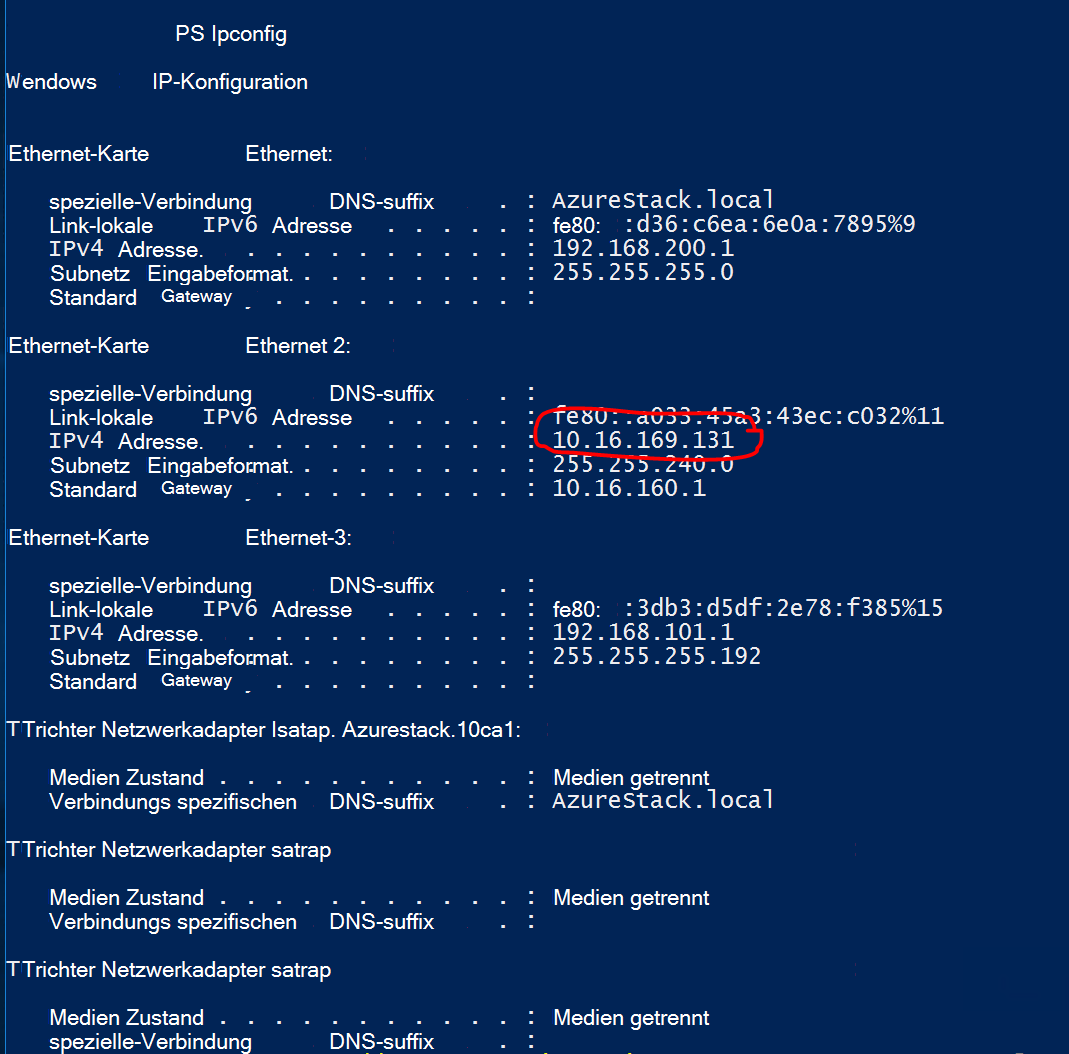 PS Ipconfig
Wendows IP-Konfiguration
Ethernet-Karte Ethernet:
spezielle-Verbindung DNS-suffix . : AzureStack.local
Link-lokale IPv6 Adresse . . . . . : fe80: :d36:c6ea:6e0a:7895%9
IPv4 Adresse. . . . . . . . . . . : 192.168.200.1
Subnetz Eingabeformat. . . . . . . . . : 255.255.255.0
Standard Gateway . . . . . . . . . . :
Ethernet-Karte Ethernet 2:
spezielle-Verbindung DNS-suffix . :
Link-lokale IPv6 Adresse . . . . . : fe80::a033:45a3:43ec:c032%11
IPv4 Adresse. . . . . . . . . . . : 10.16.169.131
Subnetz Eingabeformat. . . . . . . . . : 255.255.240.0
Standard Gateway . . . . . . . . . . : 10.16.160.1
Ethernet-Karte Ethernet-3:
spezielle-Verbindung DNS-suffix . :
Link-lokale IPv6 Adresse . . . . . : fe80: :3db3:d5df:2e78:f385%15
IPv4 Adresse. . . . . . . . . . . : 192.168.101.1
Subnetz Eingabeformat. . . . . . . . . : 255.255.255.192
Standard Gateway . . . . . . . . . . :
TTrichter Netzwerkadapter Isatap. Azurestack.10ca1:
Medien Zustand . . . . . . . . . . . : Medien getrennt
Verbindungs spezifischen DNS-suffix . : AzureStack.local
TTrichter Netzwerkadapter satrap
Medien Zustand . . . . . . . . . . . : Medien getrennt
Verbindungs spezifischen DNS-suffix . :
TTrichter Netzwerkadapter satrap
Medien Zustand . . . . . . . . . . . : Medien getrennt
spezielle-Verbindung DNS-suffix . :